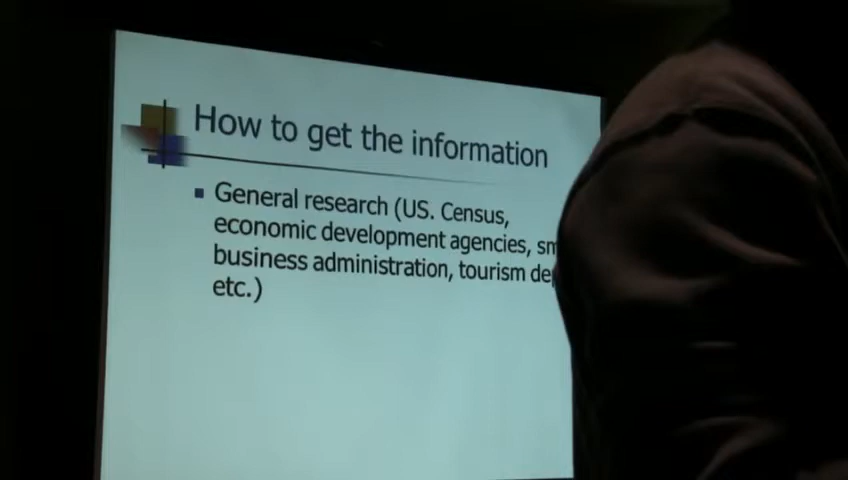 How to get the information
General research (US. Census,
economic development agencies,
business administration, tourism
etc.)